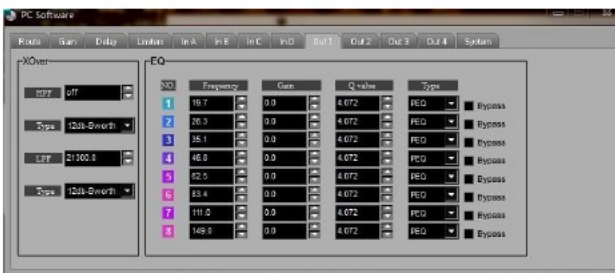 PC Software
Route Gain Delay Limiters In A In B In C In D Out 1 Out 2 Out 3 Out 4 System
XOver
HPF off
Type 12db-Bworth
LPF 21300.0
Type 12db-Bworth
EQ
NO. Frequency Gain Q value Type
1 19.7 0.0 4.072 PEQ Bypass
2 26.3 0.0 4.072 PEQ Bypass
3 35.1 0.0 4.072 PEQ Bypass
4 46.8 0.0 4.072 PEQ Bypass
5 62.5 0.0 4.072 PEQ Bypass
6 83.4 0.0 4.072 PEQ Bypass
7 111.0 0.0 4.072 PEQ Bypass
8 149.0 0.0 4.072 PEQ Bypass